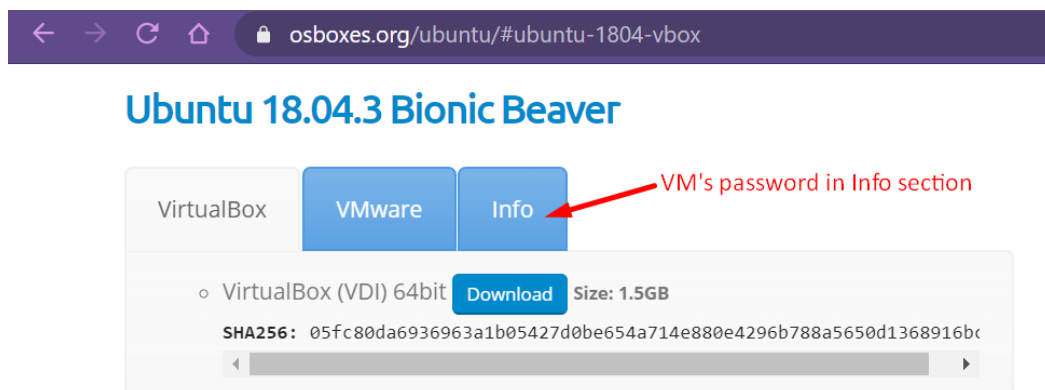 osboxes.org/ubuntu/#ubuntu-1804-vbox
Ubuntu 18.04.3 Bionic Beaver
VirtualBox VMware Info VM's password in Info section
VirtualBox (VDI) 64bit Download Size: 1.5GB
SHA256: 05fc80da6936963a1b05427d0be654a714e880e4296b788a5650d1368916bc